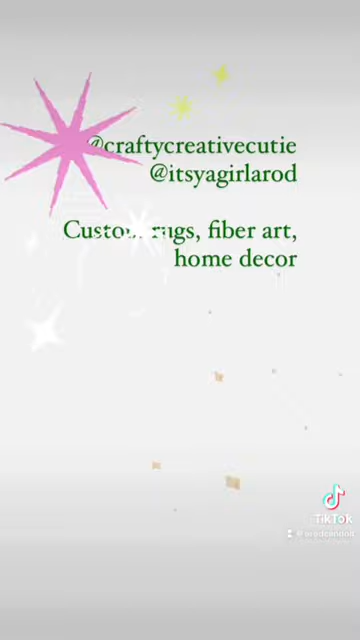 @craftycreativecutie
@itsyagirlarod
Custom rugs, fiber art,
home decor
TikTok